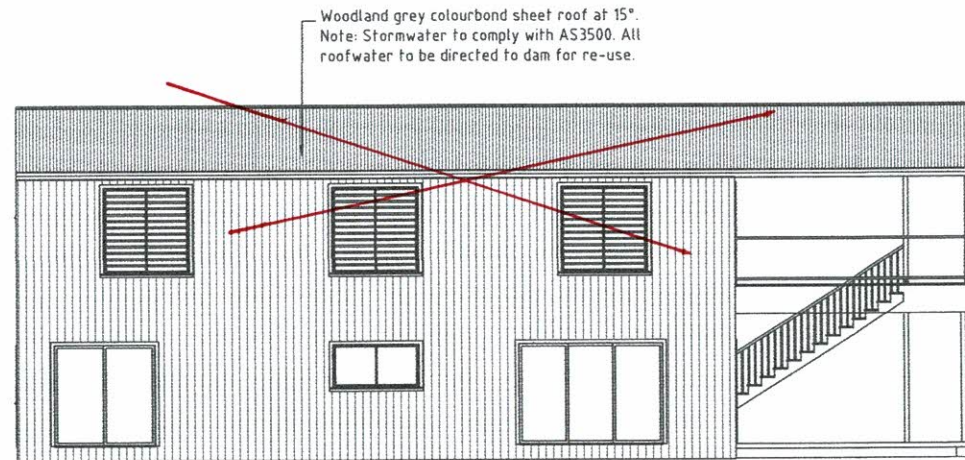 Woodland grey colourbond sheet roof at 15°.
Note: Stormwater to comply with AS3500. All
roofwater to be directed to dam for re-use.